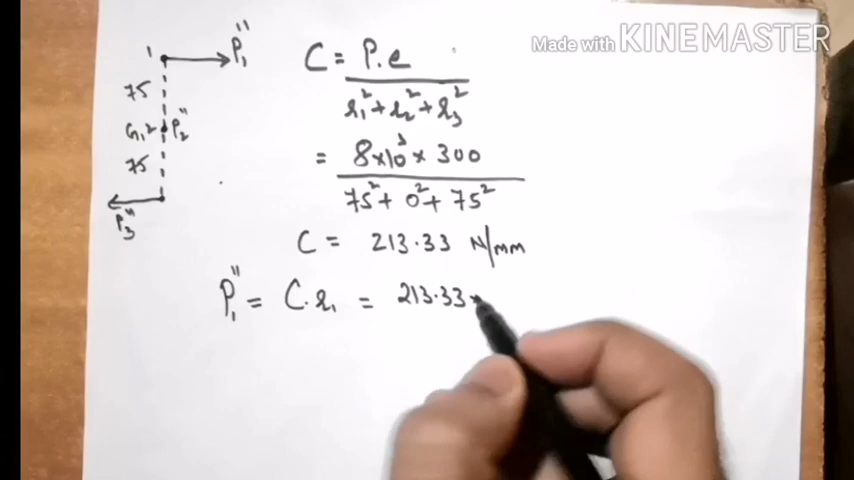 Made with KINEMASTER
1 P₁"
75
G,2 P₂"
75
P₃"
C = P.e
r₁² + r₂² + r₃²
= 8×10³ × 300
75² + 0² + 75²
C = 213.33 N/mm
P₁" = C.r₁ = 213.33×